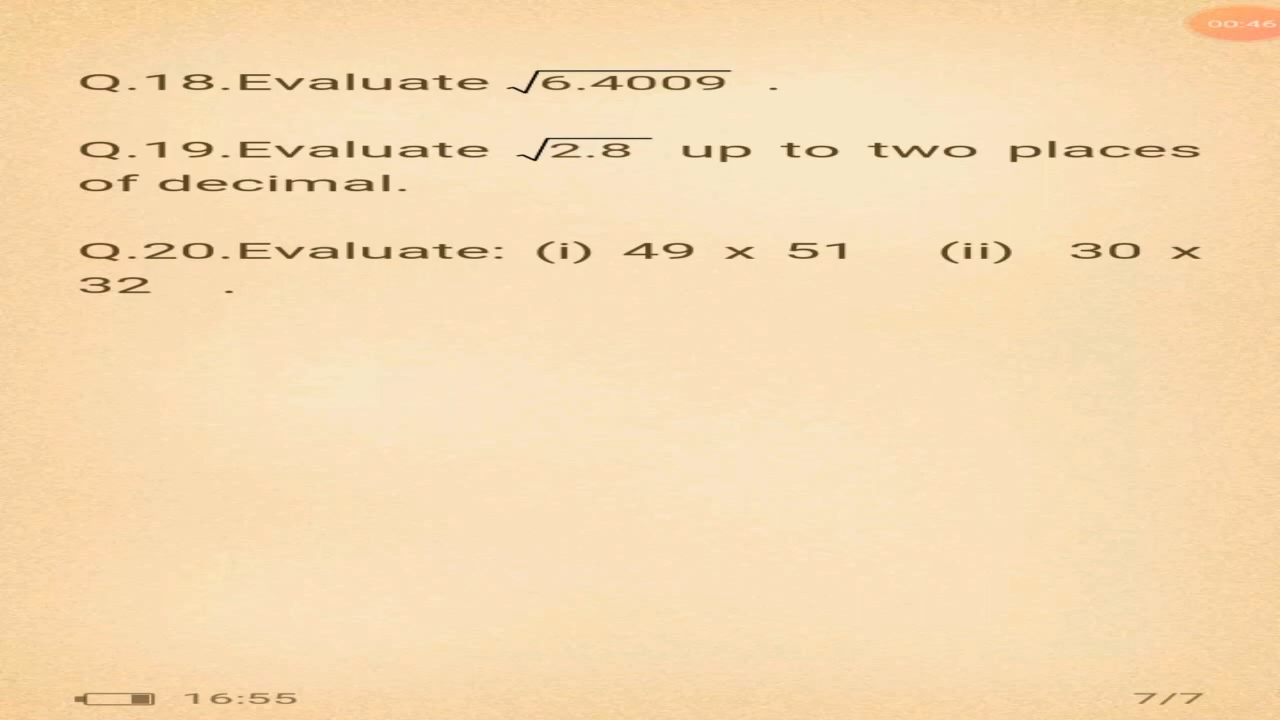 00:46
Q.18.Evaluate √6.4009 .
Q.19.Evaluate √2.8 up to two places
of decimal.
Q.20.Evaluate: (i) 49 x 51 (ii) 30 x
32 .
16:55 7/7